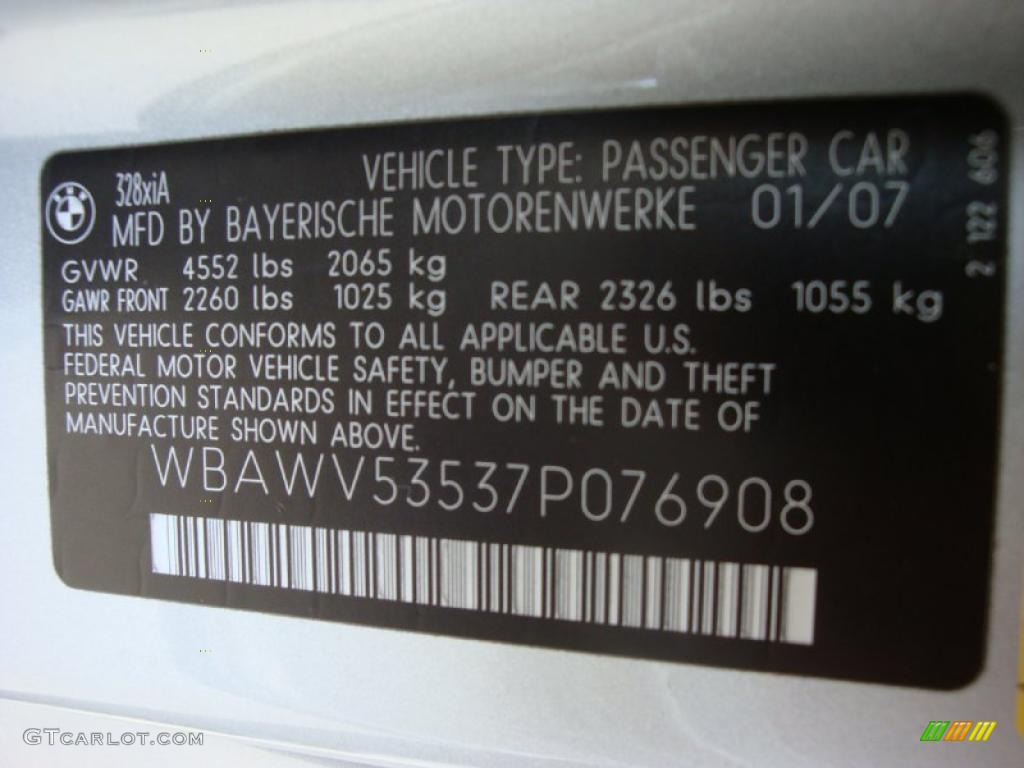 328xiA
VEHICLE TYPE: PASSENGER CAR
MFD BY BAYERISCHE MOTORENWERKE 01/07
GVWR 4552 lbs 2065 kg
GAWR FRONT 2260 lbs 1025 kg REAR 2326 lbs 1055 kg
THIS VEHICLE CONFORMS TO ALL APPLICABLE U.S.
FEDERAL MOTOR VEHICLE SAFETY, BUMPER AND THEFT
PREVENTION STANDARDS IN EFFECT ON THE DATE OF
MANUFACTURE SHOWN ABOVE.
WBAWV53537P076908
2 122 606
GTCarlot.com